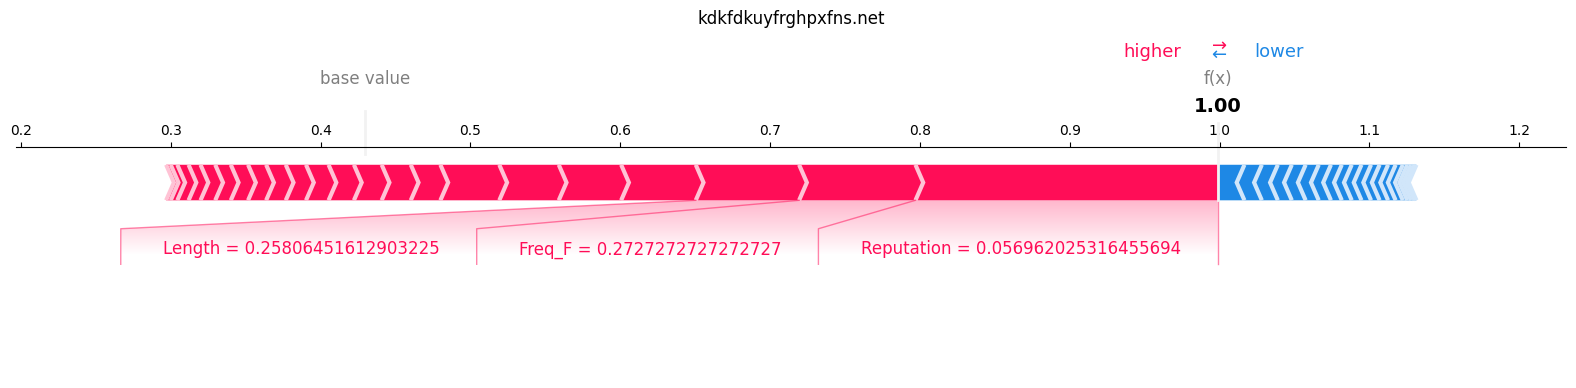 kdkfdkuyfrghpxfns.net
higher ⇄ lower
base value f(x)
1.00
0.2 0.3 0.4 0.5 0.6 0.7 0.8 0.9 1.0 1.1 1.2
Length = 0.25806451612903225 Freq_F = 0.2727272727272727 Reputation = 0.056962025316455694